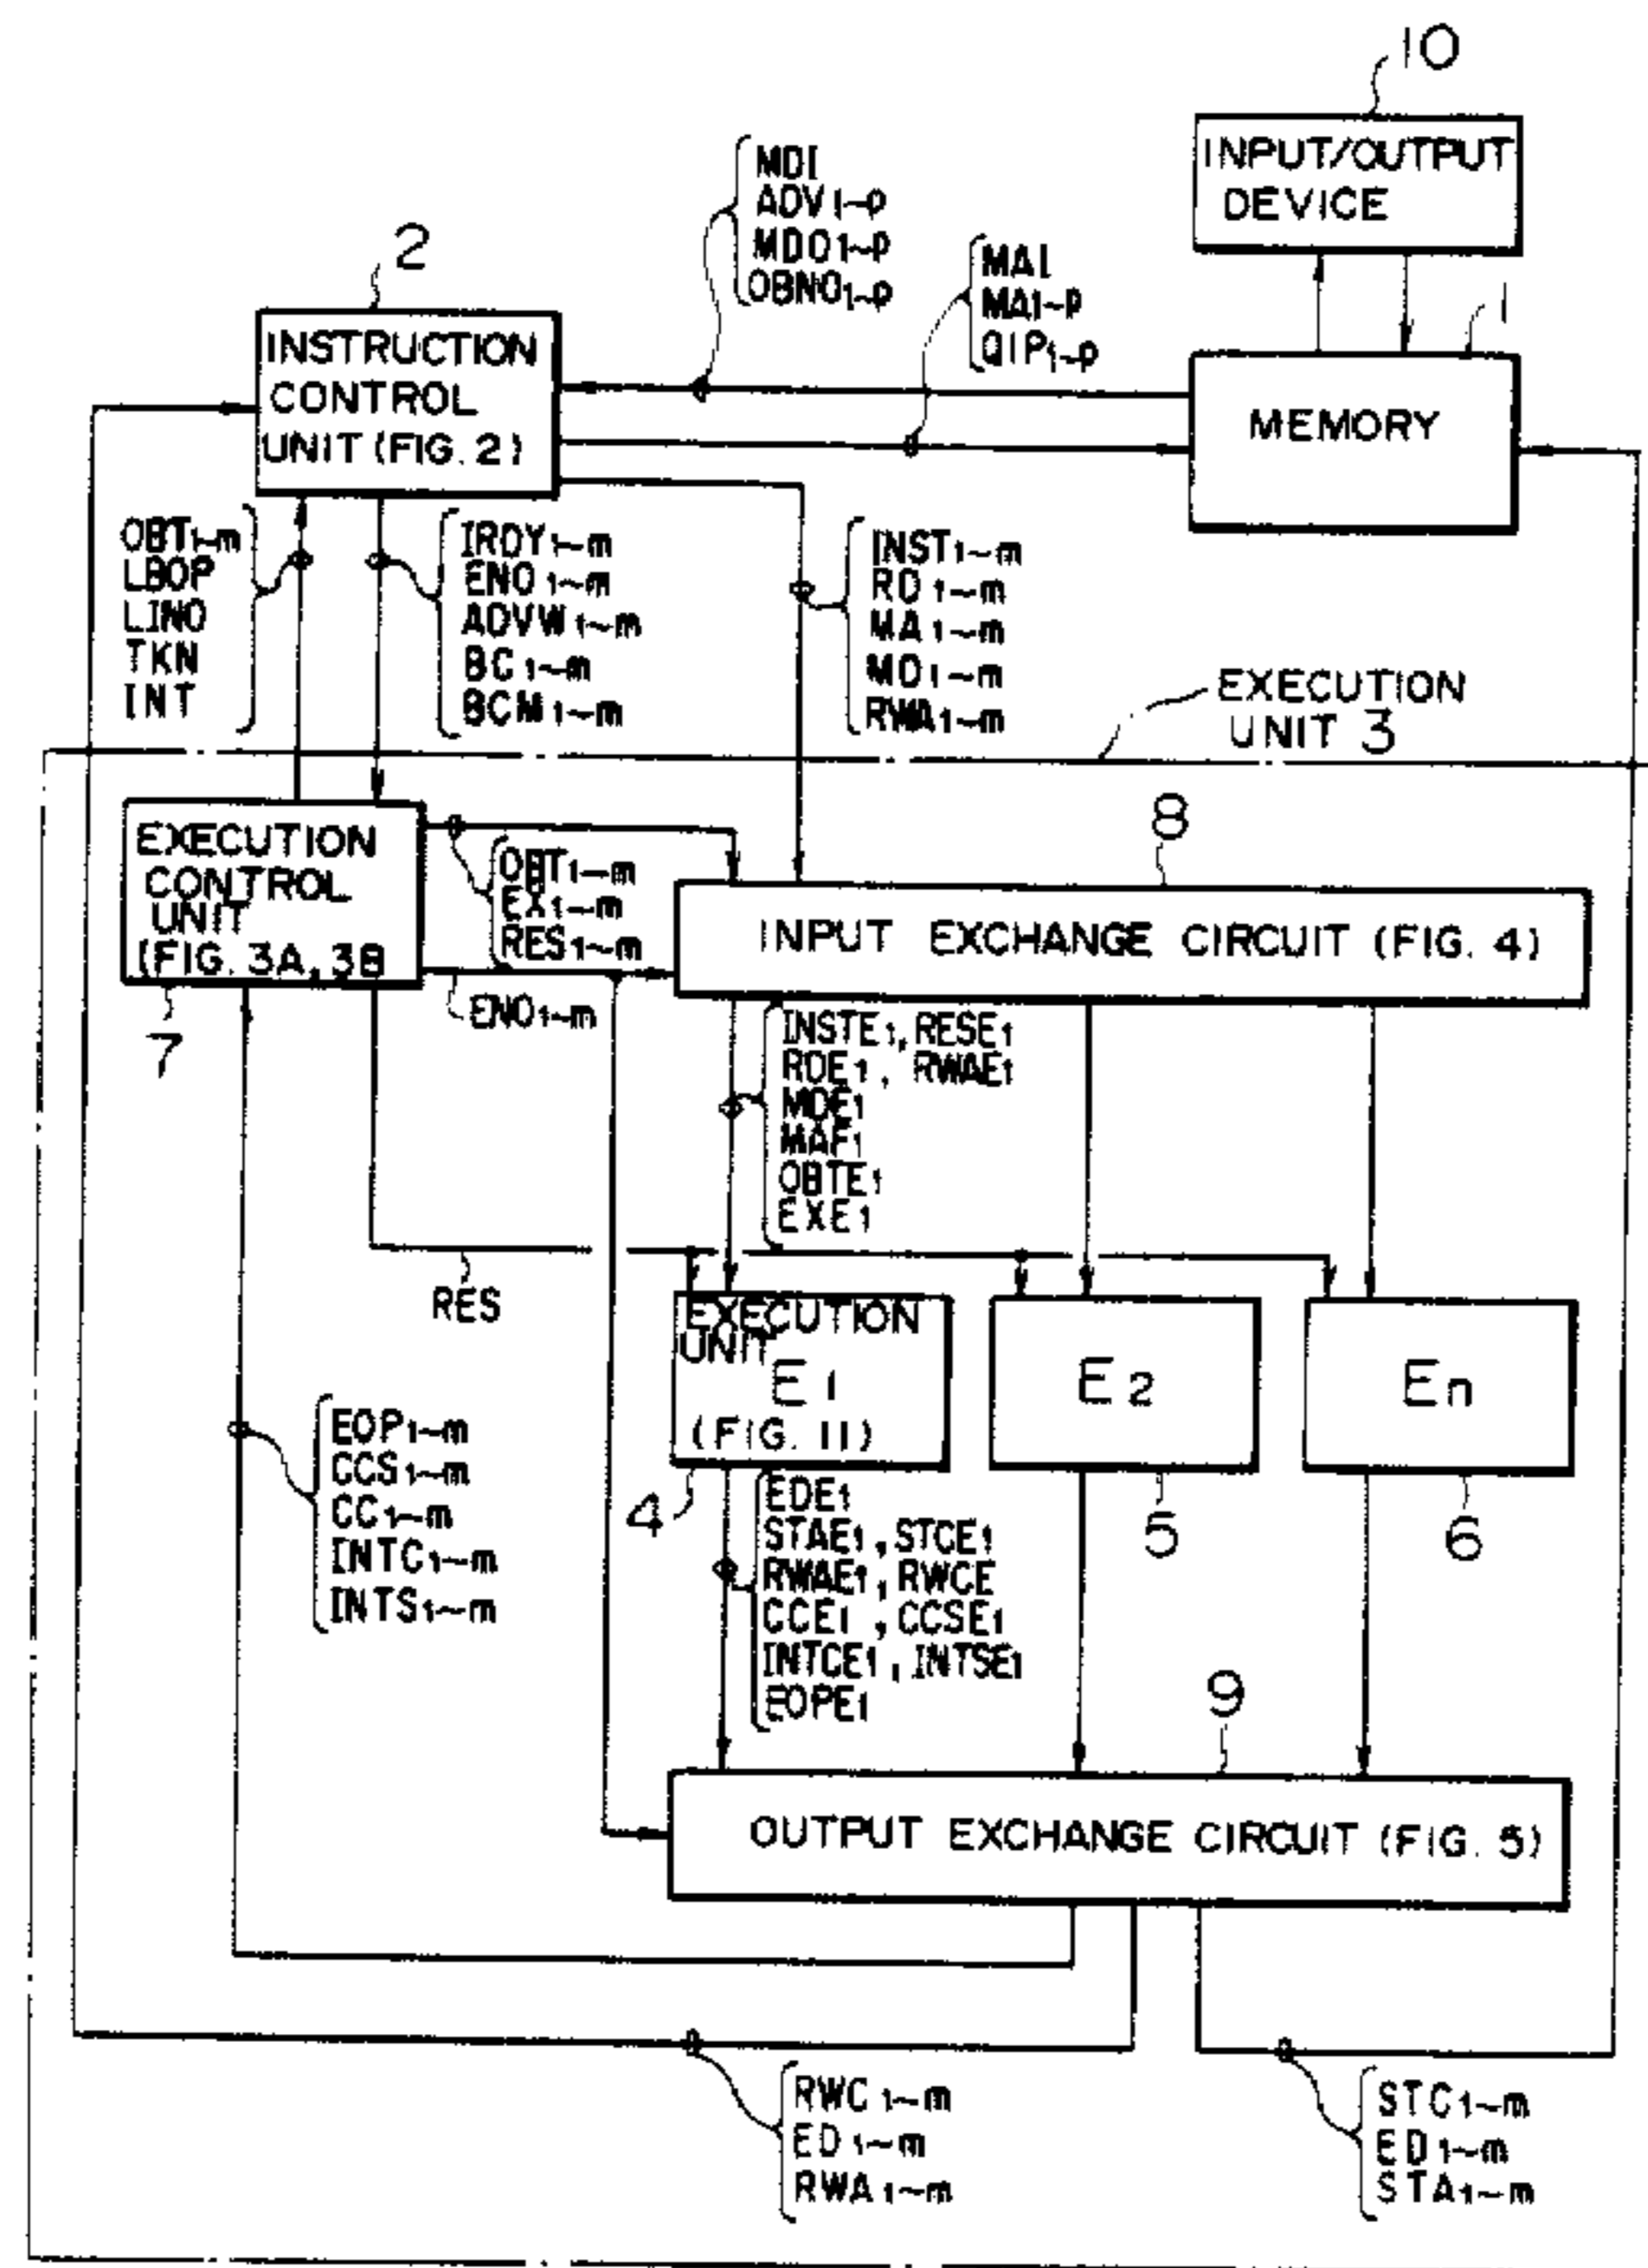 10
INPUT/OUTPUT
DEVICE
MDI
ADV1~p
MDO1~p
OBNO1~p
MAI
MA1~p
QIP1~p
2
1
INSTRUCTION
CONTROL
UNIT (FIG. 2)
MEMORY
OBT1~m
LBOP
LINO
TKN
INT
IRDY1~m
ENO1~m
ADVW1~m
BC1~m
BCM1~m
INST1~m
RD1~m
MA1~m
MD1~m
RWA1~m
EXECUTION
UNIT 3
EXECUTION
CONTROL
UNIT
(FIG. 3A, 3B
7
OBT1~m
EX1~m
RES1~m
ENO1~m
8
INPUT EXCHANGE CIRCUIT (FIG. 4)
INSTE1, RESE1
RDE1, RWAE1
MDE1
MAE1
OBTE1
EXE1
RES
EXECUTION
UNIT
E1
(FIG. 11)
4
E2
5
En
6
EOP1~m
CCS1~m
CC1~m
INTC1~m
INTS1~m
EDE1
STAE1, STCE1
RWAE1, RWCE
CCE1, CCSE1
INTCE1, INTSE1
EOPE1
9
OUTPUT EXCHANGE CIRCUIT (FIG. 5)
RWC1~m
ED1~m
RWA1~m
STC1~m
ED1~m
STA1~m